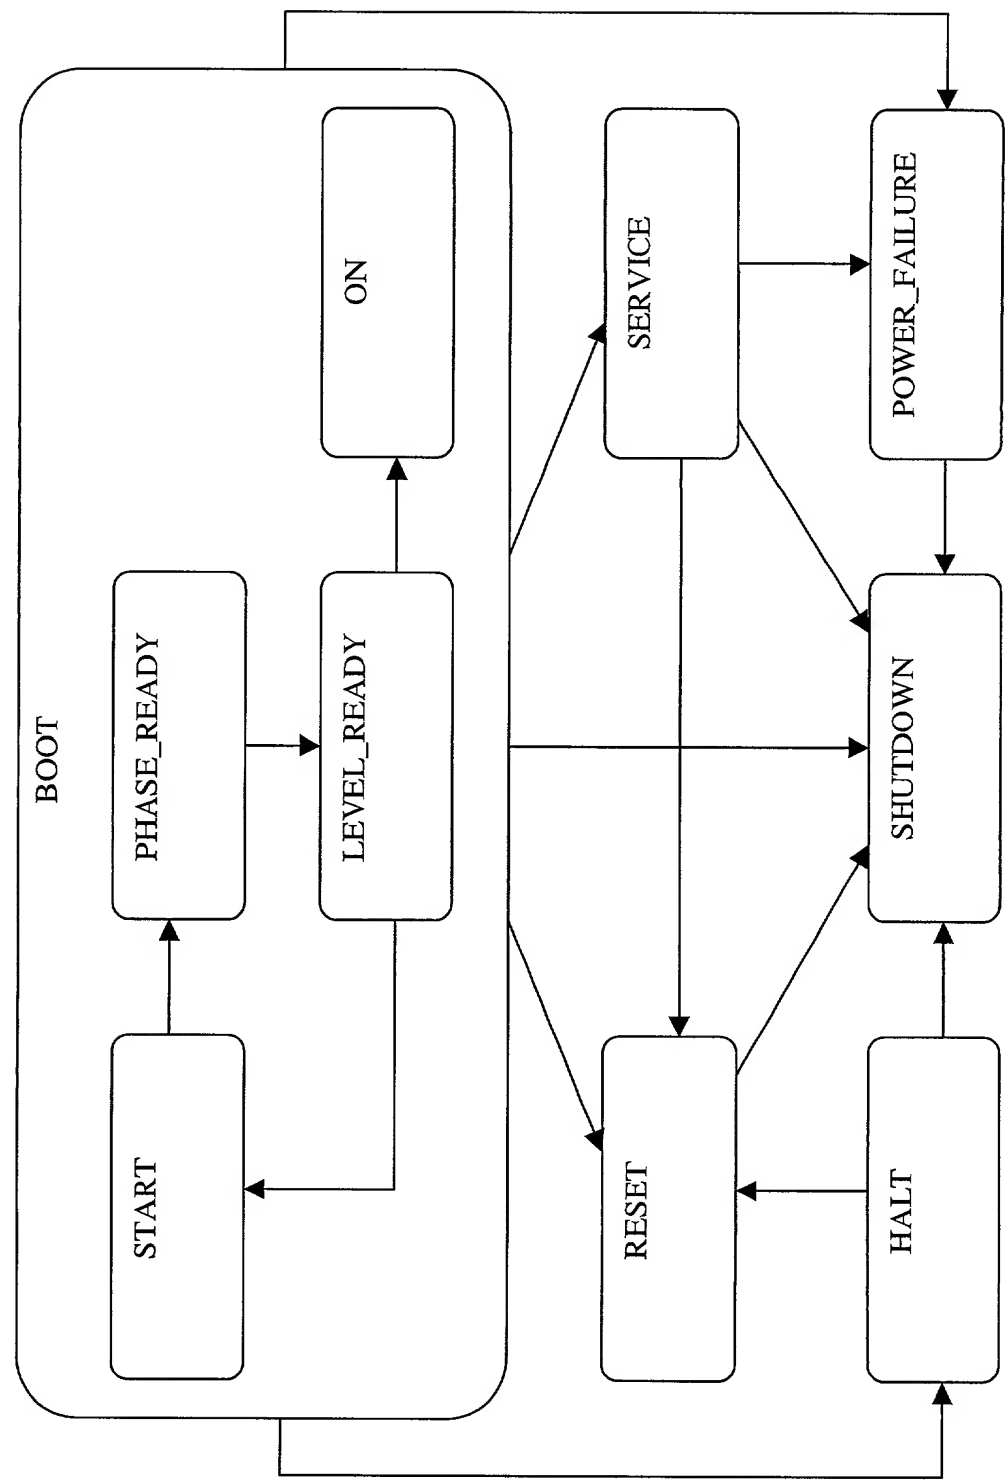 BOOT
START
PHASE_READY
LEVEL_READY
ON
RESET
SERVICE
HALT
SHUTDOWN
POWER_FAILURE